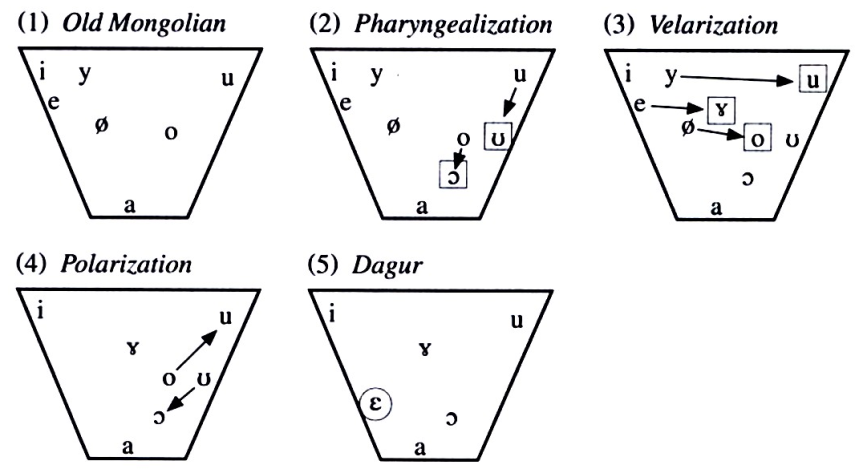 (1) Old Mongolian
i y u
e
ø o
a
(2) Pharyngealization
i y u
e
ø o ʊ
ɔ
a
(3) Velarization
i y u
e ɤ
ø o ʊ
ɔ
a
(4) Polarization
i u
ɤ
o ʊ
ɔ
a
(5) Dagur
i u
ɤ
ɛ ɔ
a